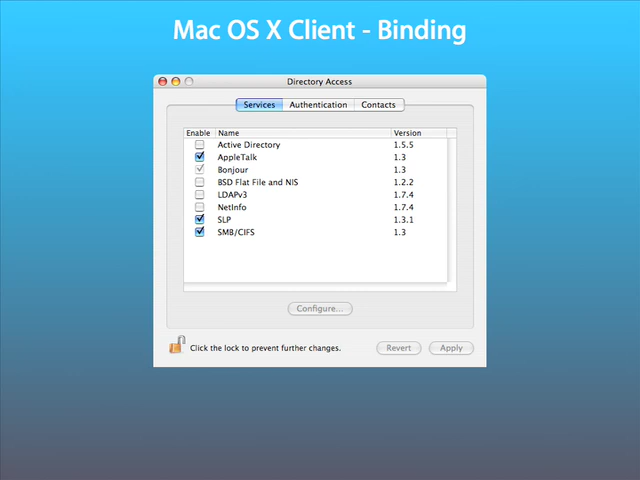 Mac OS X Client - Binding
Directory Access
Services Authentication Contacts
Enable Name Version
Active Directory 1.5.5
AppleTalk 1.3
Bonjour 1.3
BSD Flat File and NIS 1.2.2
LDAPv3 1.7.4
NetInfo 1.7.4
SLP 1.3.1
SMB/CIFS 1.3
Configure...
Click the lock to prevent further changes. Revert Apply